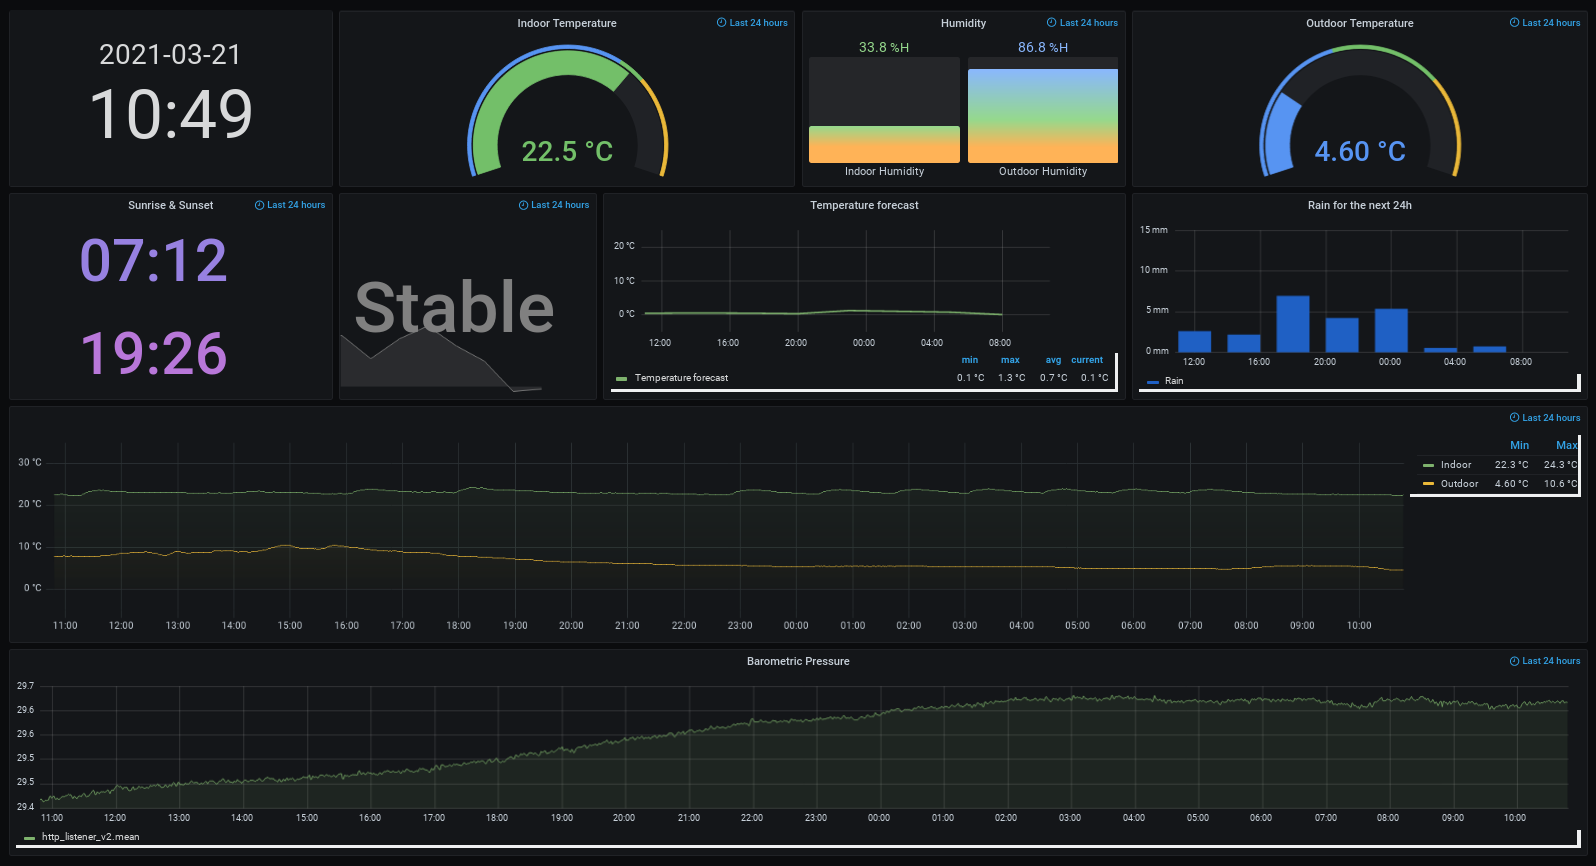 2021-03-21
10:49
Indoor Temperature
Last 24 hours
22.5 °C
Humidity
Last 24 hours
33.8 %H
86.8 %H
Indoor Humidity
Outdoor Humidity
Outdoor Temperature
Last 24 hours
4.60 °C
Sunrise & Sunset
Last 24 hours
07:12
19:26
Last 24 hours
Stable
Temperature forecast
20 °C
10 °C
0 °C
12:00 16:00 20:00 00:00 04:00 08:00
min max avg current
Temperature forecast 0.1 °C 1.3 °C 0.7 °C 0.1 °C
Rain for the next 24h
15 mm
10 mm
5 mm
0 mm
12:00 16:00 20:00 00:00 04:00 08:00
Rain
Last 24 hours
30 °C
20 °C
10 °C
0 °C
11:00 12:00 13:00 14:00 15:00 16:00 17:00 18:00 19:00 20:00 21:00 22:00 23:00 00:00 01:00 02:00 03:00 04:00 05:00 06:00 07:00 08:00 09:00 10:00
Min Max
Indoor 22.3 °C 24.3 °C
Outdoor 4.60 °C 10.6 °C
Barometric Pressure
Last 24 hours
29.7
29.6
29.6
29.5
29.5
29.4
11:00 12:00 13:00 14:00 15:00 16:00 17:00 18:00 19:00 20:00 21:00 22:00 23:00 00:00 01:00 02:00 03:00 04:00 05:00 06:00 07:00 08:00 09:00 10:00
http_listener_v2.mean